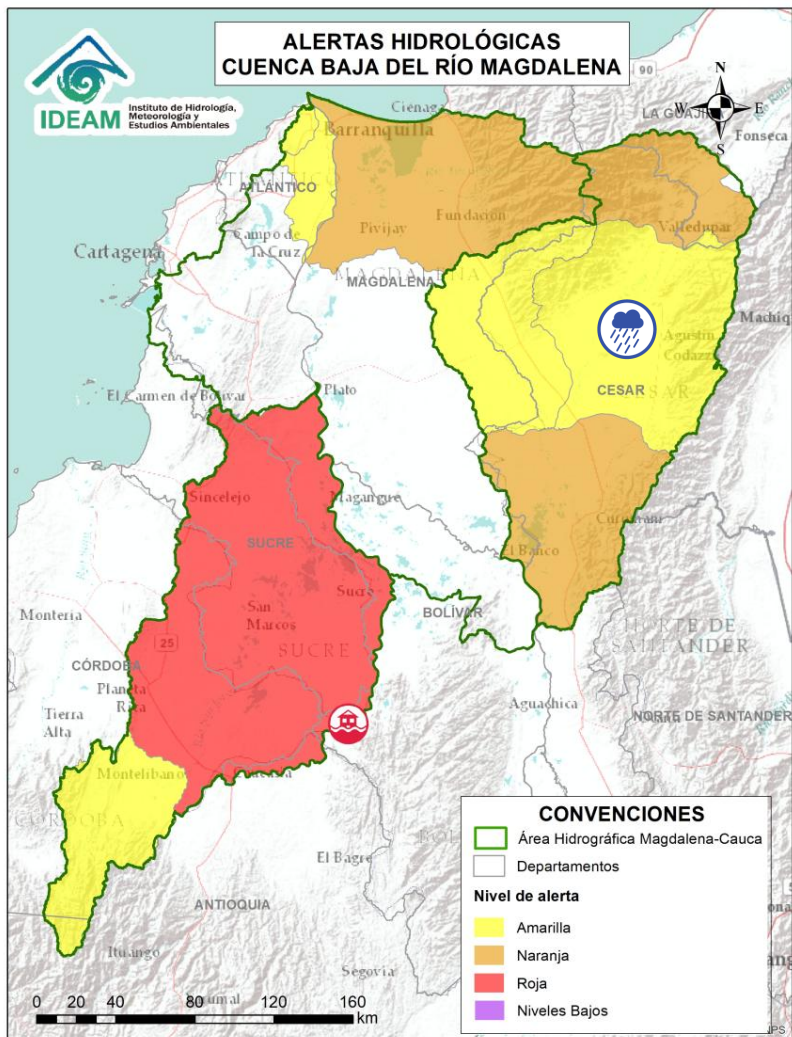 ALERTAS HIDROLÓGICAS
CUENCA BAJA DEL RÍO MAGDALENA
IDEAM
Instituto de Hidrología,
Meteorología y
Estudios Ambientales
N
W
E
S
90
Ciénaga
LA GUAJIRA
Fonseca
Barranquilla
ATLÁNTICO
Pivijay
Fundación
Valledupar
Cartagena
Campo de
la Cruz
MAGDALENA
MAGDALENA
Agustín
Codazzi
CESAR
El Carmen de Bolívar
Plato
Sincelejo
Magangué
Curumaní
SUCRE
El Banco
Sucre
San
Marcos
BOLÍVAR
Montería
SUCRE
NORTE DE
SANTANDER
25
CÓRDOBA
Planeta
Rica
Tierra
Alta
Aguachica
NORTE DE SANTANDER
Montelíbano
CÓRDOBA
El Bagre
ANTIOQUIA
Ituango
Segovia
CONVENCIONES
Área Hidrográfica Magdalena-Cauca
Departamentos
Nivel de alerta
Amarilla
Naranja
Roja
Niveles Bajos
0 20 40 80 120 160
km